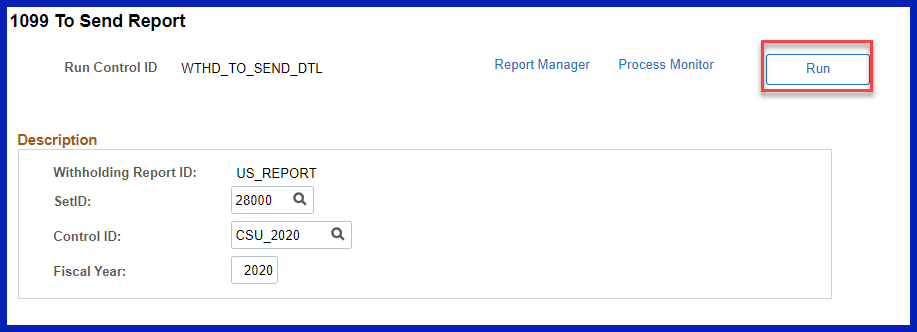 1099 To Send Report
Run Control ID WTHD_TO_SEND_DTL Report Manager Process Monitor Run
Description
Withholding Report ID: US_REPORT
SetID: 28000
Control ID: CSU_2020
Fiscal Year: 2020